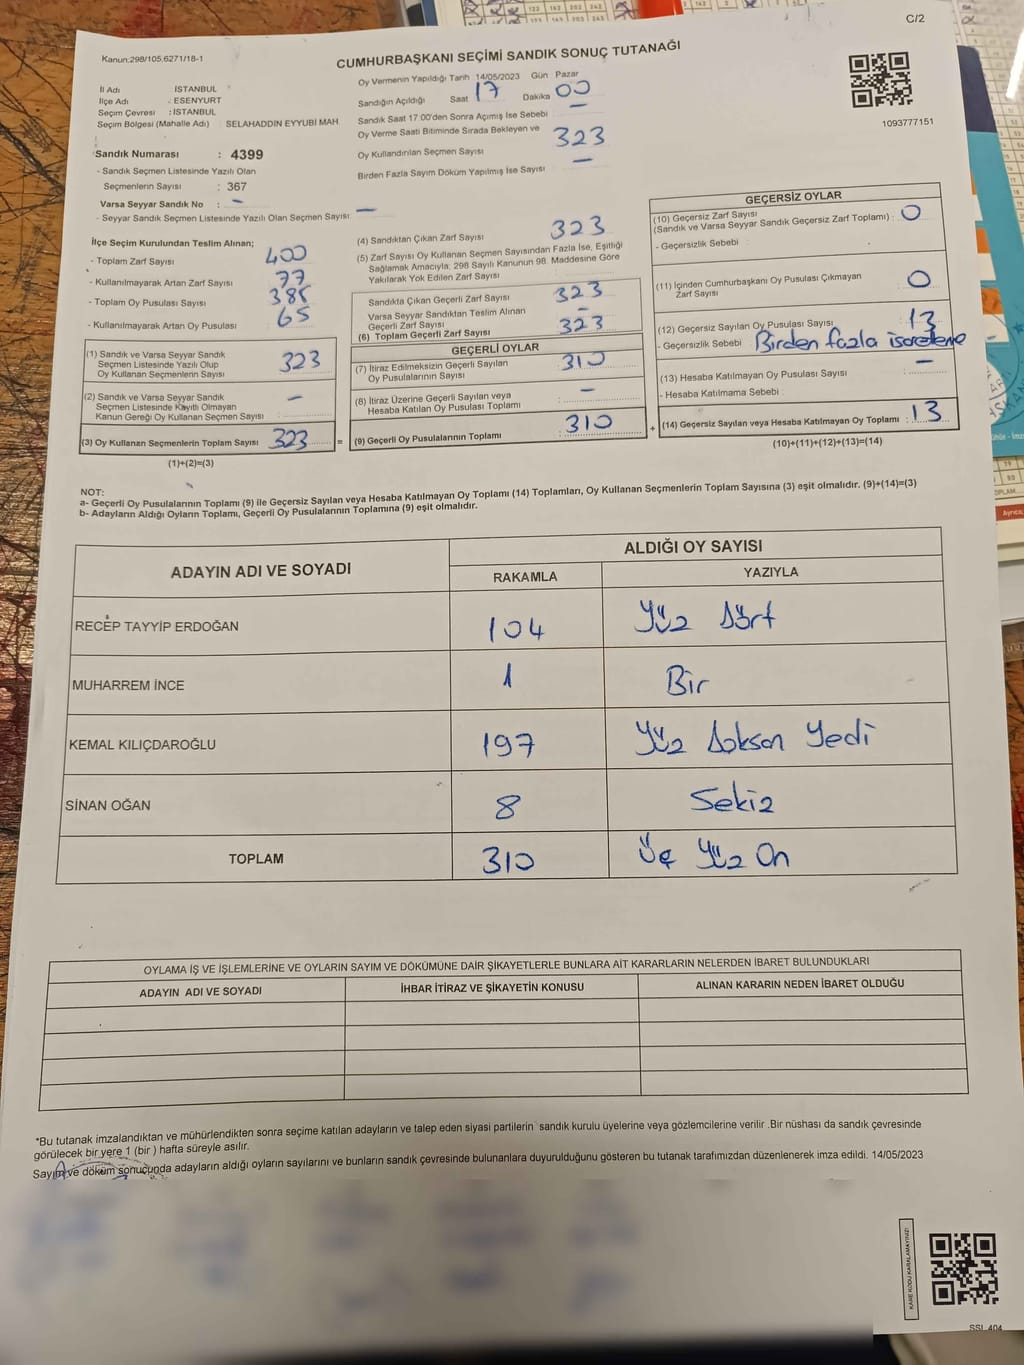 C/2
Kanun:298/105,6271/18-1
CUMHURBAŞKANI SEÇİMİ SANDIK SONUÇ TUTANAĞI
İl Adı : İSTANBUL
İlçe Adı : ESENYURT
Seçim Çevresi : İSTANBUL
Seçim Bölgesi (Mahalle Adı) : SELAHADDİN EYYUBİ MAH.
Oy Vermenin Yapıldığı Tarih 14/05/2023 Gün Pazar
Sandığın Açıldığı Saat 17 Dakika 00
Sandık Saat 17:00'den Sonra Açımış İse Sebebi : —
Oy Verme Saati Bitiminde Sırada Bekleyen ve
Oy Kullandırılan Seçmen Sayısı 323
Birden Fazla Sayım Döküm Yapılmış İse Sayısı —
1093777151
Sandık Numarası : 4399
- Sandık Seçmen Listesinde Yazılı Olan
Seçmenlerin Sayısı : 367
Varsa Seyyar Sandık No : —
- Seyyar Sandık Seçmen Listesinde Yazılı Olan Seçmen Sayısı: —
İlçe Seçim Kurulundan Teslim Alınan;
- Toplam Zarf Sayısı : 400
- Kullanılmayarak Artan Zarf Sayısı : 77
- Toplam Oy Pusulası Sayısı : 385
- Kullanılmayarak Artan Oy Pusulası : 65
(1) Sandık ve Varsa Seyyar Sandık
Seçmen Listesinde Yazılı Olup
Oy Kullanan Seçmenlerin Sayısı : 323
(2) Sandık ve Varsa Seyyar Sandık
Seçmen Listesinde Kayıtlı Olmayan
Kanun Gereği Oy Kullanan Seçmen Sayısı : —
(3) Oy Kullanan Seçmenlerin Toplam Sayısı : 323 =
(1)+(2)=(3)
(4) Sandıktan Çıkan Zarf Sayısı : 323
(5) Zarf Sayısı Oy Kullanan Seçmen Sayısından Fazla İse, Eşitliği
Sağlamak Amacıyla, 298 Sayılı Kanunun 98. Maddesine Göre
Yakılarak Yok Edilen Zarf Sayısı :
Sandıkta Çıkan Geçerli Zarf Sayısı : 323
Varsa Seyyar Sandıktan Teslim Alınan
Geçerli Zarf Sayısı : —
(6) Toplam Geçerli Zarf Sayısı : 323
GEÇERLİ OYLAR
(7) İtiraz Edilmeksizin Geçerli Sayılan
Oy Pusulalarının Sayısı : 310
(8) İtiraz Üzerine Geçerli Sayılan veya
Hesaba Katılan Oy Pusulası Toplamı : —
(9) Geçerli Oy Pusulalarının Toplamı : 310 +
GEÇERSİZ OYLAR
(10) Geçersiz Zarf Sayısı
(Sandık ve Varsa Seyyar Sandık Geçersiz Zarf Toplamı) : 0
- Geçersizlik Sebebi :
(11) İçinden Cumhurbaşkanı Oy Pusulası Çıkmayan
Zarf Sayısı : 0
(12) Geçersiz Sayılan Oy Pusulası Sayısı : 13
- Geçersizlik Sebebi : Birden fazla isaretleme
(13) Hesaba Katılmayan Oy Pusulası Sayısı : —
- Hesaba Katılmama Sebebi :
(14) Geçersiz Sayılan veya Hesaba Katılmayan Oy Toplamı : 13
(10)+(11)+(12)+(13)=(14)
NOT:
a- Geçerli Oy Pusulalarının Toplamı (9) ile Geçersiz Sayılan veya Hesaba Katılmayan Oy Toplamı (14) Toplamları, Oy Kullanan Seçmenlerin Toplam Sayısına (3) eşit olmalıdır. (9)+(14)=(3)
b- Adayların Aldığı Oyların Toplamı, Geçerli Oy Pusulalarının Toplamına (9) eşit olmalıdır.
ADAYIN ADI VE SOYADI
ALDIĞI OY SAYISI
RAKAMLA YAZIYLA
RECEP TAYYİP ERDOĞAN 104 Yüz Dört
MUHARREM İNCE 1 Bir
KEMAL KILIÇDAROĞLU 197 Yüz Doksan Yedi
SİNAN OĞAN 8 Sekiz
TOPLAM 310 Üç Yüz On
OYLAMA İŞ VE İŞLEMLERİNE VE OYLARIN SAYIM VE DÖKÜMÜNE DAİR ŞİKAYETLERLE BUNLARA AİT KARARLARIN NELERDEN İBARET BULUNDUKLARI
ADAYIN ADI VE SOYADI İHBAR İTİRAZ VE ŞİKAYETİN KONUSU ALINAN KARARIN NEDEN İBARET OLDUĞU
*Bu tutanak imzalandıktan ve mühürlendikten sonra seçime katılan adayların ve talep eden siyasi partilerin sandık kurulu üyelerine veya gözlemcilerine verilir .Bir nüshası da sandık çevresinde
görülecek bir yere 1 (bir ) hafta süreyle asılır.
Sayım ve döküm sonucunda adayların aldığı oyların sayılarını ve bunların sandık çevresinde bulunanlara duyurulduğunu gösteren bu tutanak tarafımızdan düzenlenerek imza edildi. 14/05/2023
KARE KODU KARALAMAYINIZ!
SSI 404